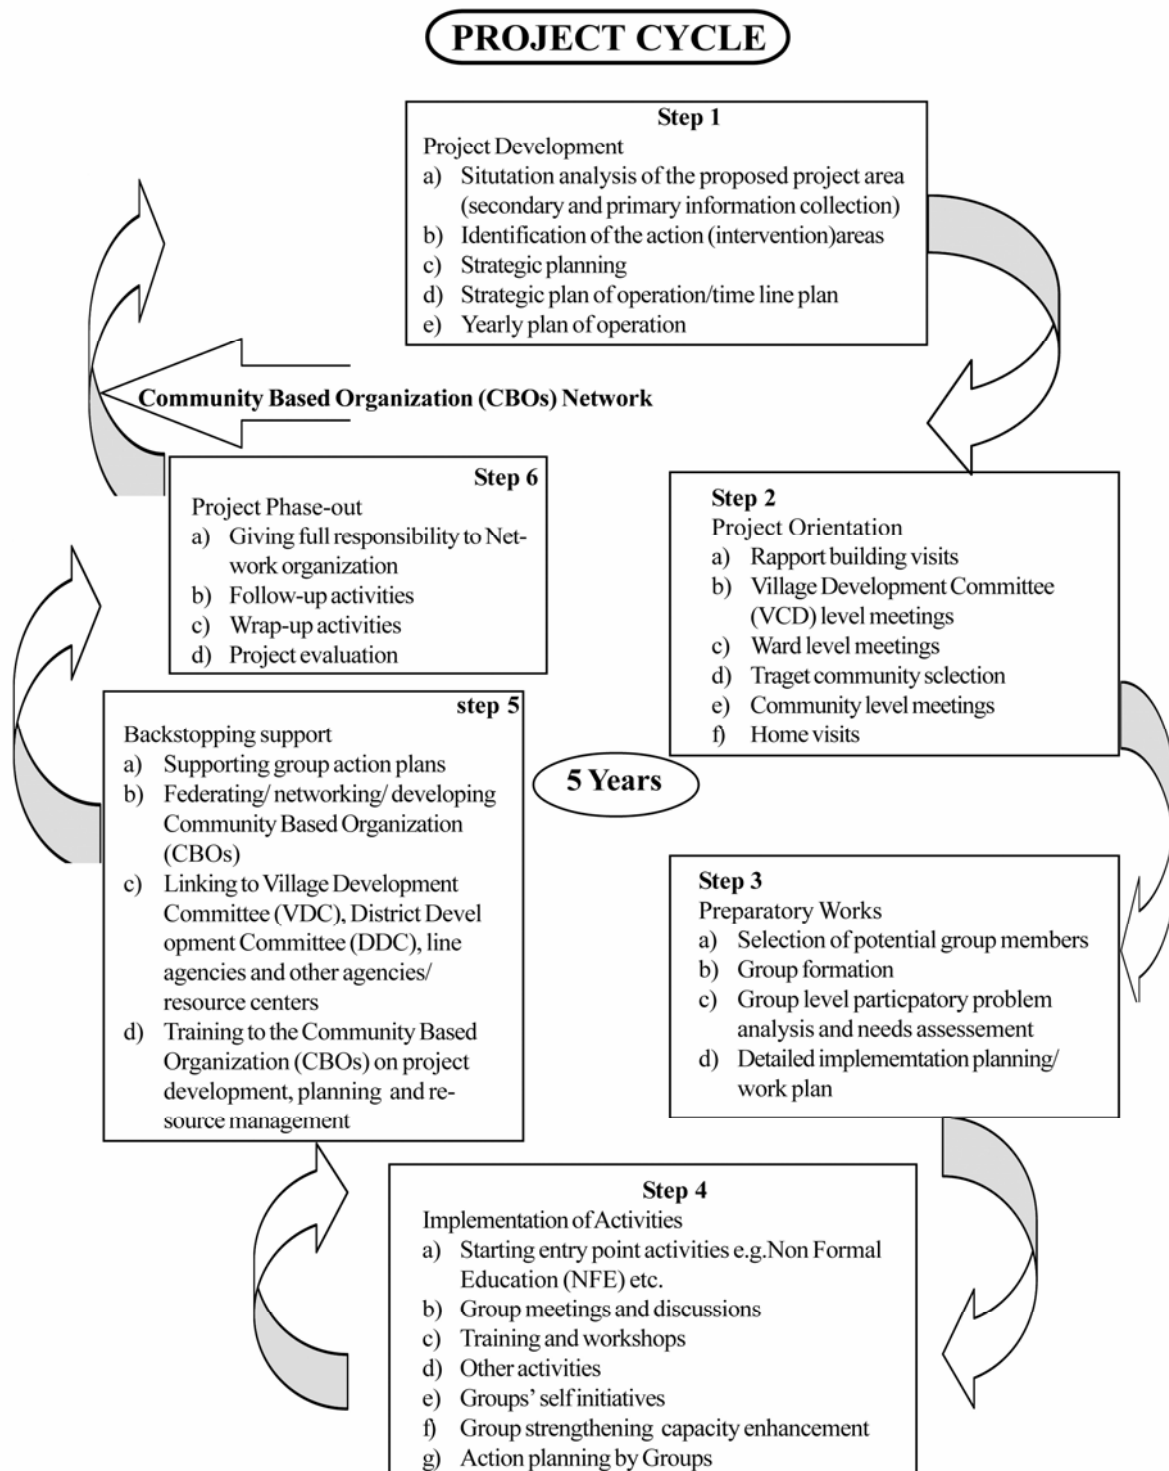 PROJECT CYCLE
Step 1
Project Development
a) Situtation analysis of the proposed project area
(secondary and primary information collection)
b) Identification of the action (intervention)areas
c) Strategic planning
d) Strategic plan of operation/time line plan
e) Yearly plan of operation
Community Based Organization (CBOs) Network
Step 2
Project Orientation
a) Rapport building visits
b) Village Development Committee
(VCD) level meetings
c) Ward level meetings
d) Traget community sclection
e) Community level meetings
f) Home visits
Step 3
Preparatory Works
a) Selection of potential group members
b) Group formation
c) Group level particpatory problem
analysis and needs assessement
d) Detailed implememtation planning/
work plan
Step 4
Implementation of Activities
a) Starting entry point activities e.g.Non Formal
Education (NFE) etc.
b) Group meetings and discussions
c) Training and workshops
d) Other activities
e) Groups' self initiatives
f) Group strengthening capacity enhancement
g) Action planning by Groups
step 5
Backstopping support
a) Supporting group action plans
b) Federating/ networking/ developing
Community Based Organization
(CBOs)
c) Linking to Village Development
Committee (VDC), District Devel
opment Committee (DDC), line
agencies and other agencies/
resource centers
d) Training to the Community Based
Organization (CBOs) on project
development, planning and re-
source management
Step 6
Project Phase-out
a) Giving full responsibility to Net-
work organization
b) Follow-up activities
c) Wrap-up activities
d) Project evaluation
5 Years